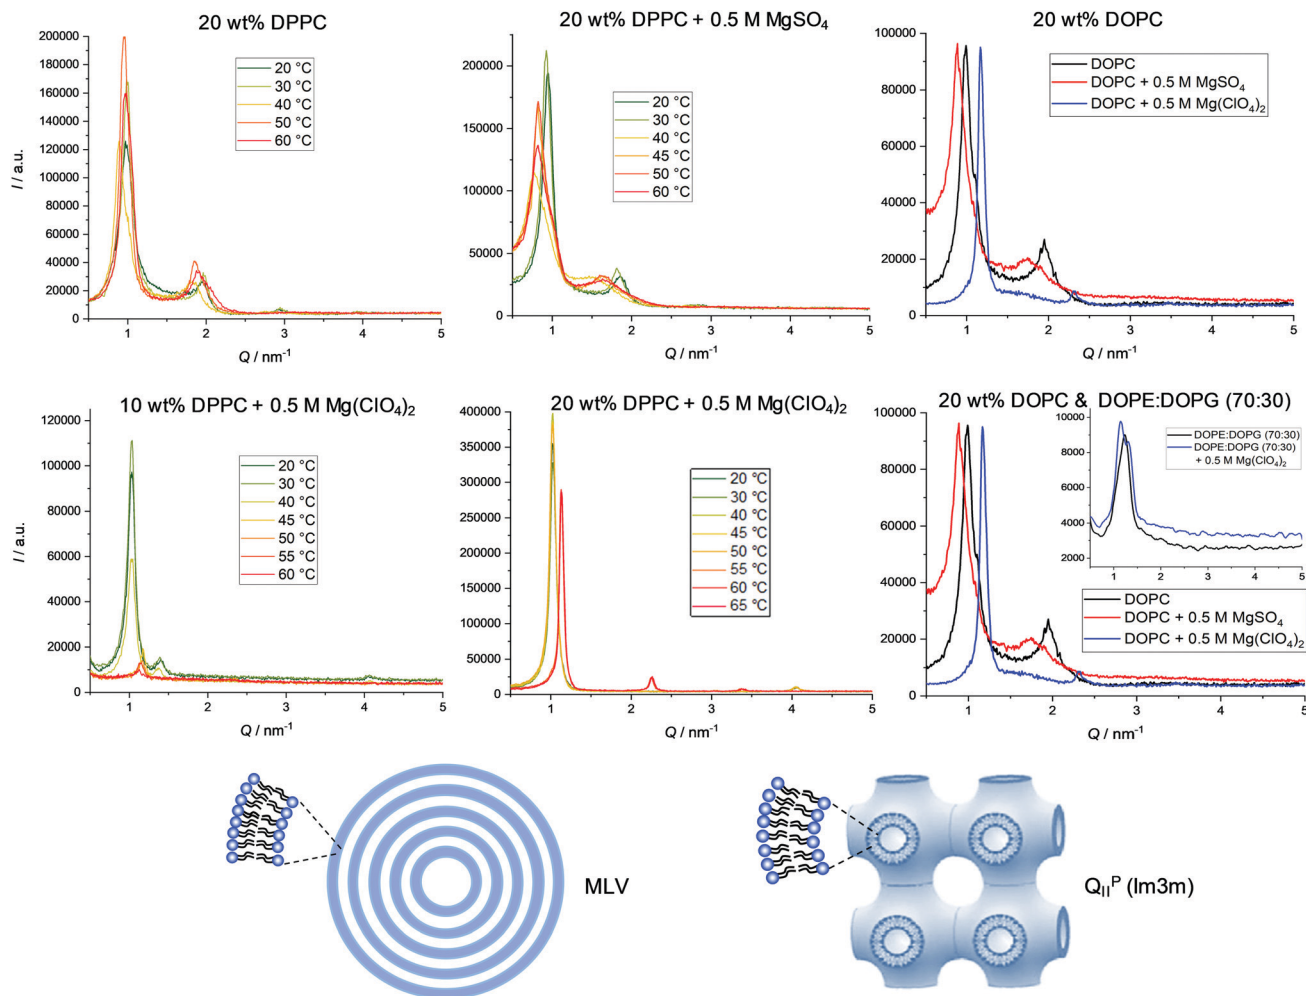 20 wt% DPPC
I / a.u.
200000
180000
160000
140000
120000
100000
80000
60000
40000
20000
0
20 °C
30 °C
40 °C
50 °C
60 °C
1
2
3
4
5
Q / nm⁻¹
20 wt% DPPC + 0.5 M MgSO₄
200000
150000
100000
50000
0
20 °C
30 °C
40 °C
45 °C
50 °C
60 °C
1
2
3
4
5
Q / nm⁻¹
20 wt% DOPC
100000
80000
60000
40000
20000
0
DOPC
DOPC + 0.5 M MgSO₄
DOPC + 0.5 M Mg(ClO₄)₂
1
2
3
4
5
Q / nm⁻¹
10 wt% DPPC + 0.5 M Mg(ClO₄)₂
I / a.u.
120000
100000
80000
60000
40000
20000
0
20 °C
30 °C
40 °C
45 °C
50 °C
55 °C
60 °C
1
2
3
4
5
Q / nm⁻¹
20 wt% DPPC + 0.5 M Mg(ClO₄)₂
400000
350000
300000
250000
200000
150000
100000
50000
0
20 °C
30 °C
40 °C
45 °C
50 °C
55 °C
60 °C
65 °C
1
2
3
4
5
Q / nm⁻¹
20 wt% DOPC & DOPE:DOPG (70:30)
100000
80000
60000
40000
20000
0
10000
8000
6000
4000
2000
DOPE:DOPG (70:30)
DOPE:DOPG (70:30)
+ 0.5 M Mg(ClO₄)₂
1
2
3
4
5
DOPC
DOPC + 0.5 M MgSO₄
DOPC + 0.5 M Mg(ClO₄)₂
1
2
3
4
5
Q / nm⁻¹
MLV
Q_II^P (Im3m)